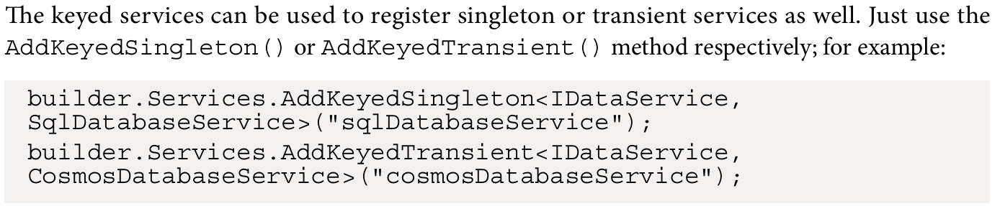 The keyed services can be used to register singleton or transient services as well. Just use the
AddKeyedSingleton() or AddKeyedTransient() method respectively; for example:
builder.Services.AddKeyedSingleton<IDataService,
SqlDatabaseService>("sqlDatabaseService");
builder.Services.AddKeyedTransient<IDataService,
CosmosDatabaseService>("cosmosDatabaseService");